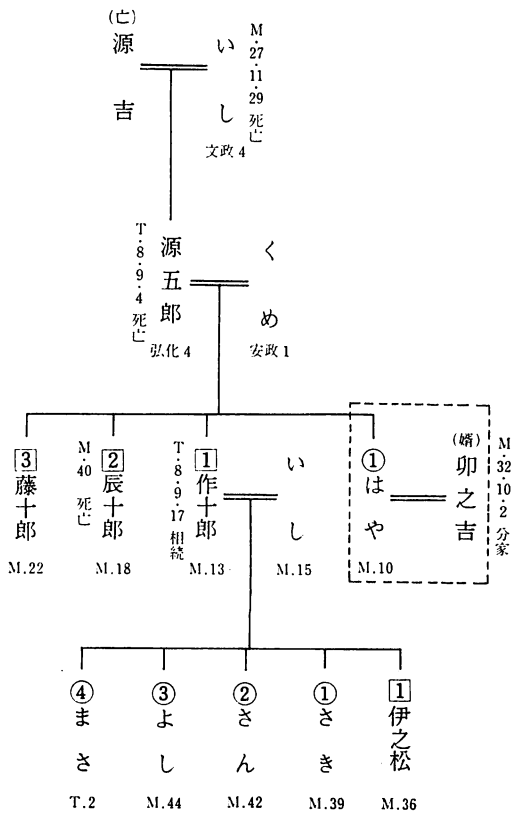 (亡)源吉
いし
M・27・11・29 死亡
文政4
T・8・9・4 死亡
源五郎
弘化4
くめ
安政1
3 藤十郎
M.22
M・40 死亡
2 辰十郎
M.18
T・8・9・17 相続
1 作十郎
M.13
いし
M.15
① はや
M.10
(婿)卯之吉
M・32・10・2 分家
④ まさ
T.2
③ よし
M.44
② さん
M.42
① さき
M.39
1 伊之松
M.36